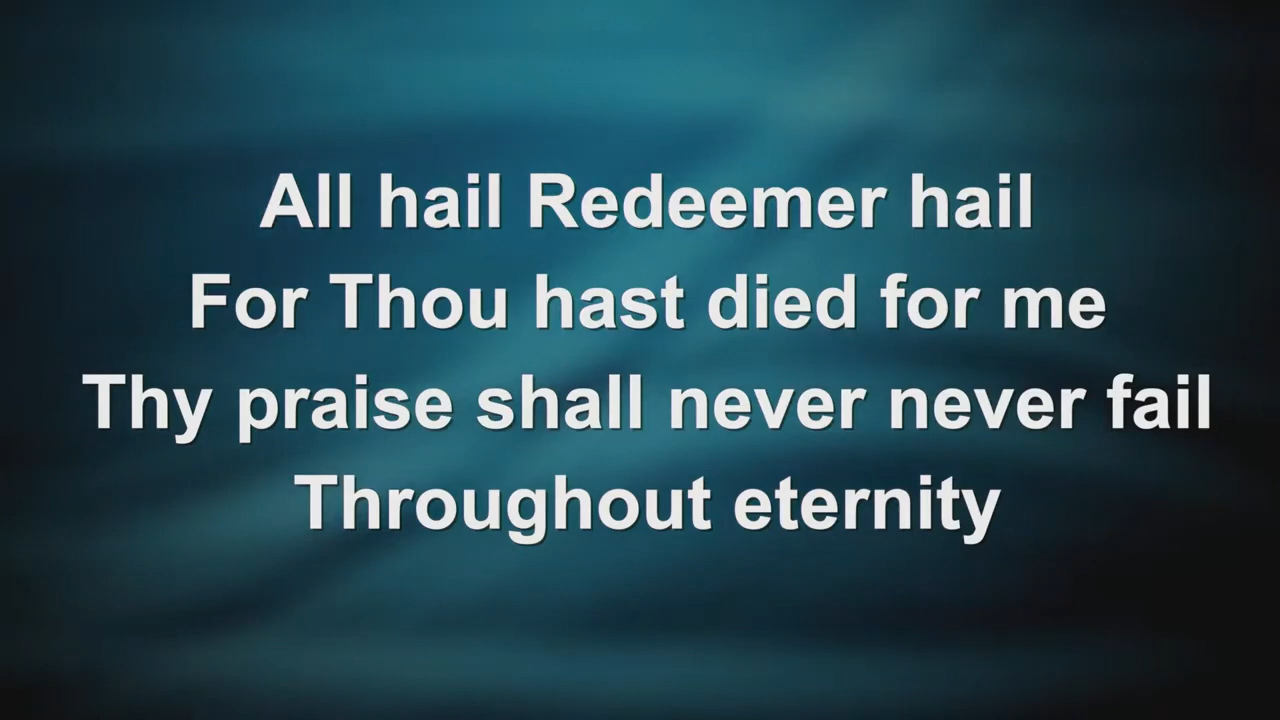 All hail Redeemer hail
For Thou hast died for me
Thy praise shall never never fail
Throughout eternity